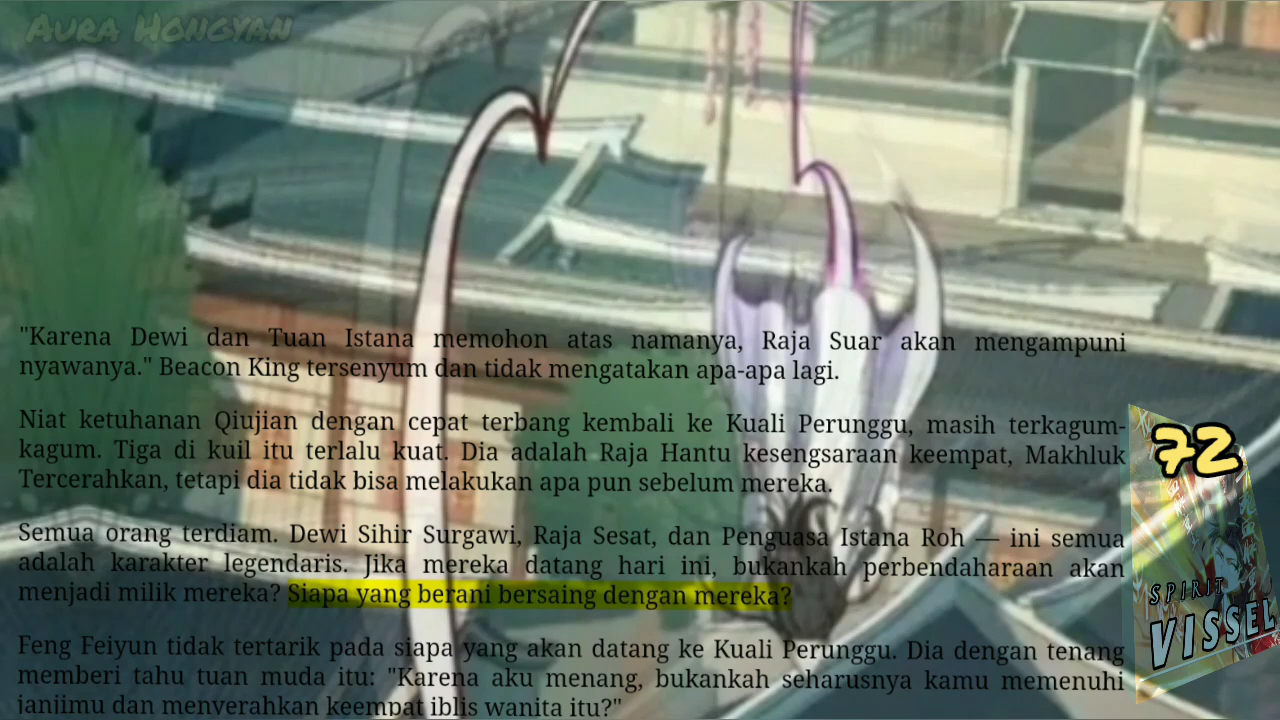 AURA HONGYAN
"Karena Dewi dan Tuan Istana memohon atas namanya, Raja Suar akan mengampuni
nyawanya." Beacon King tersenyum dan tidak mengatakan apa-apa lagi.
Niat ketuhanan Qiujian dengan cepat terbang kembali ke Kuali Perunggu, masih terkagum-
kagum. Tiga di kuil itu terlalu kuat. Dia adalah Raja Hantu kesengsaraan keempat, Makhluk
Tercerahkan, tetapi dia tidak bisa melakukan apa pun sebelum mereka.
Semua orang terdiam. Dewi Sihir Surgawi, Raja Sesat, dan Penguasa Istana Roh — ini semua
adalah karakter legendaris. Jika mereka datang hari ini, bukankah perbendaharaan akan
menjadi milik mereka? Siapa yang berani bersaing dengan mereka?
Feng Feiyun tidak tertarik pada siapa yang akan datang ke Kuali Perunggu. Dia dengan tenang
memberi tahu tuan muda itu: "Karena aku menang, bukankah seharusnya kamu memenuhi
janjimu dan menyerahkan keempat iblis wanita itu?"
72
SPIRIT
VISSEL